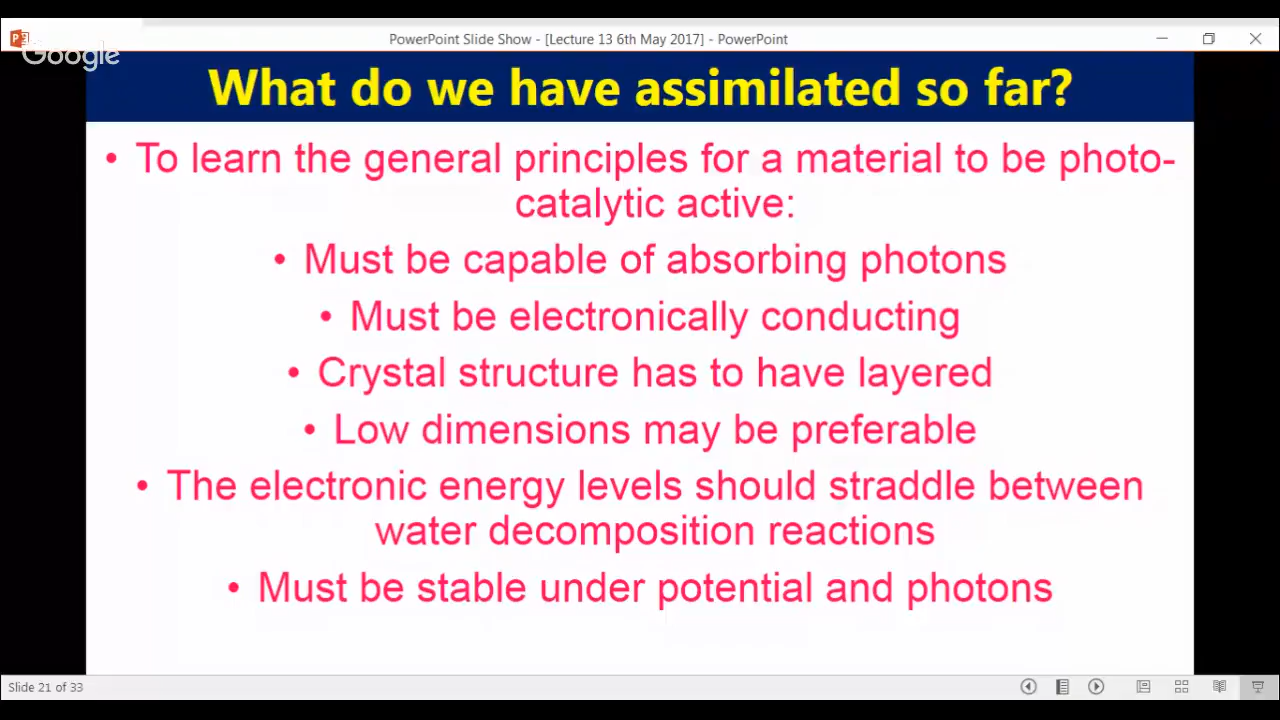 PowerPoint Slide Show - [Lecture 13 6th May 2017] - PowerPoint
Google
What do we have assimilated so far?
• To learn the general principles for a material to be photo-
catalytic active:
• Must be capable of absorbing photons
• Must be electronically conducting
• Crystal structure has to have layered
• Low dimensions may be preferable
• The electronic energy levels should straddle between
water decomposition reactions
• Must be stable under potential and photons
Slide 21 of 33